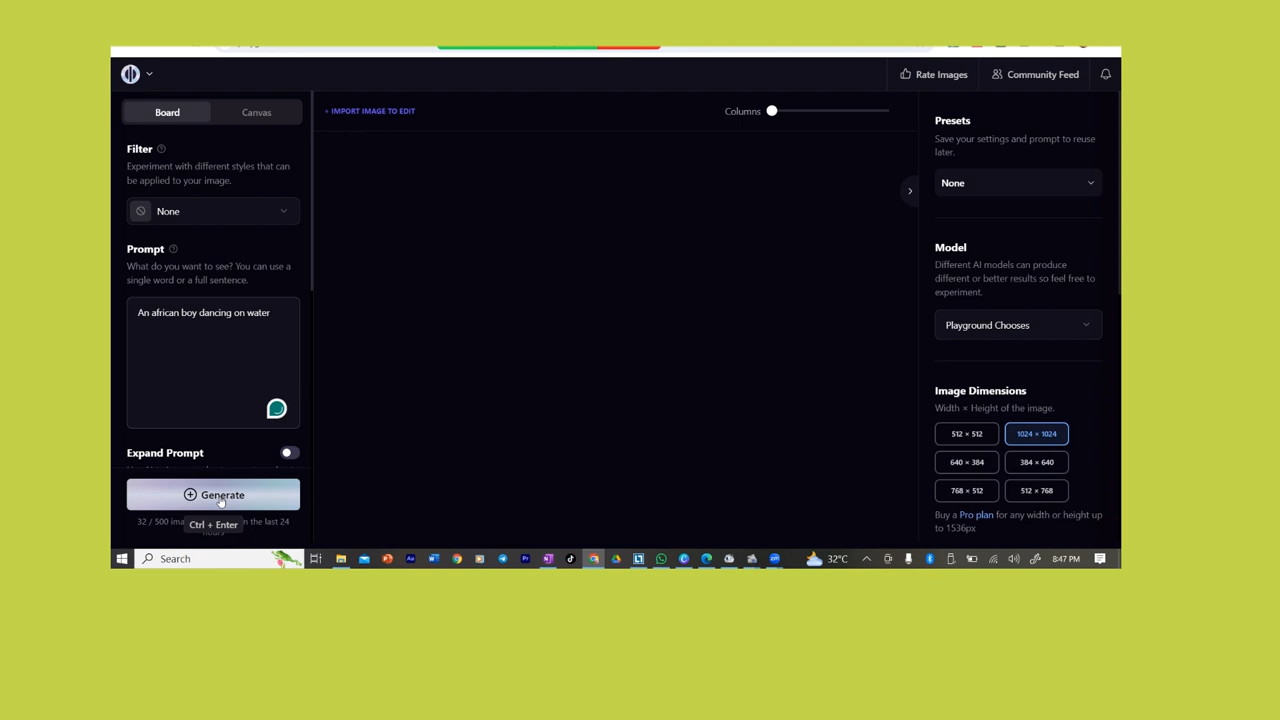 Rate Images
Community Feed
Board
Canvas
+ IMPORT IMAGE TO EDIT
Columns
Filter
Experiment with different styles that can
be applied to your image.
None
Prompt
What do you want to see? You can use a
single word or a full sentence.
An african boy dancing on water
Expand Prompt
Generate
32 / 500 ima
n the last 24
hours
Ctrl + Enter
Presets
Save your settings and prompt to reuse
later.
None
Model
Different AI models can produce
different or better results so feel free to
experiment.
Playground Chooses
Image Dimensions
Width × Height of the image.
512 × 512
1024 × 1024
640 × 384
384 × 640
768 × 512
512 × 768
Buy a Pro plan for any width or height up
to 1536px
Search
32°C
8:47 PM